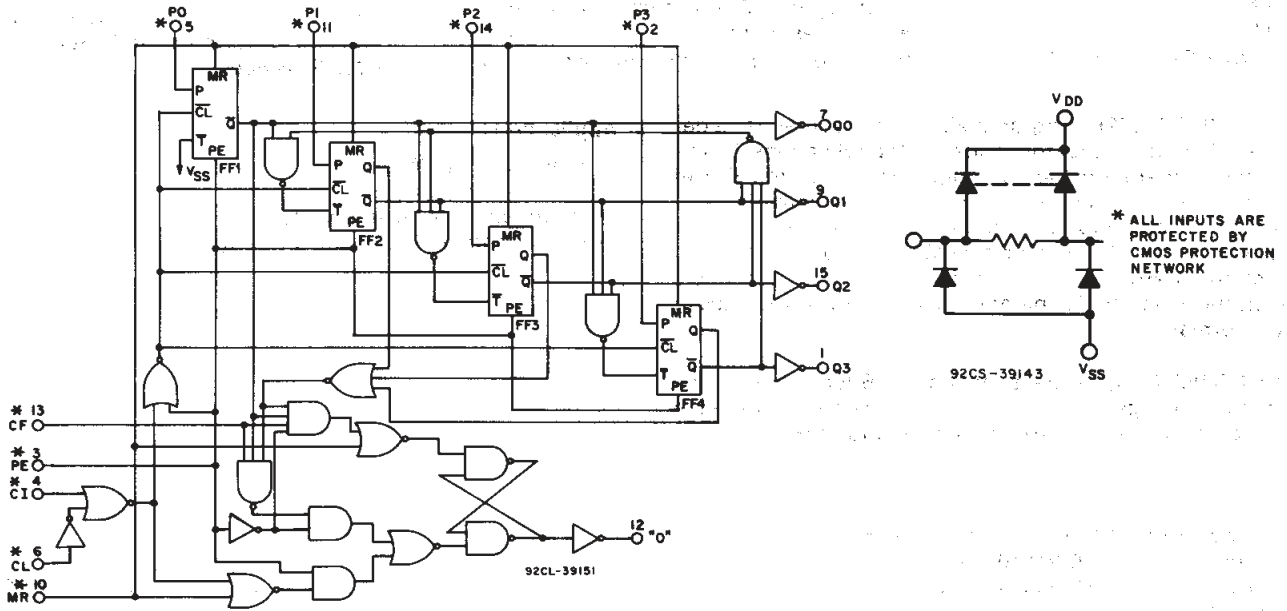 * P0 5
* P1 11
* P2 14
* P3 2
MR
P
CL
T
PE
Q
FF1
VSS
MR
P
CL
T
PE
Q
Q
FF2
MR
P
CL
T
PE
Q
Q
FF3
MR
P
CL
T
PE
Q
Q
FF4
7 Q0
9 Q1
15 Q2
1 Q3
* 13 CF
* 3 PE
* 4 CI
* 6 CL
* 10 MR
12 "0"
92CL-39151
VDD
VSS
92CS-39143
* ALL INPUTS ARE
PROTECTED BY
CMOS PROTECTION
NETWORK